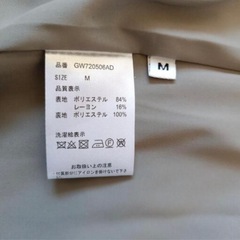 品番 GW720506AD
SIZE M
品質表示
表地 ポリエステル 84%
レーヨン 16%
裏地 ポリエステル 100%
洗濯絵表示
お取扱い上の注意
M